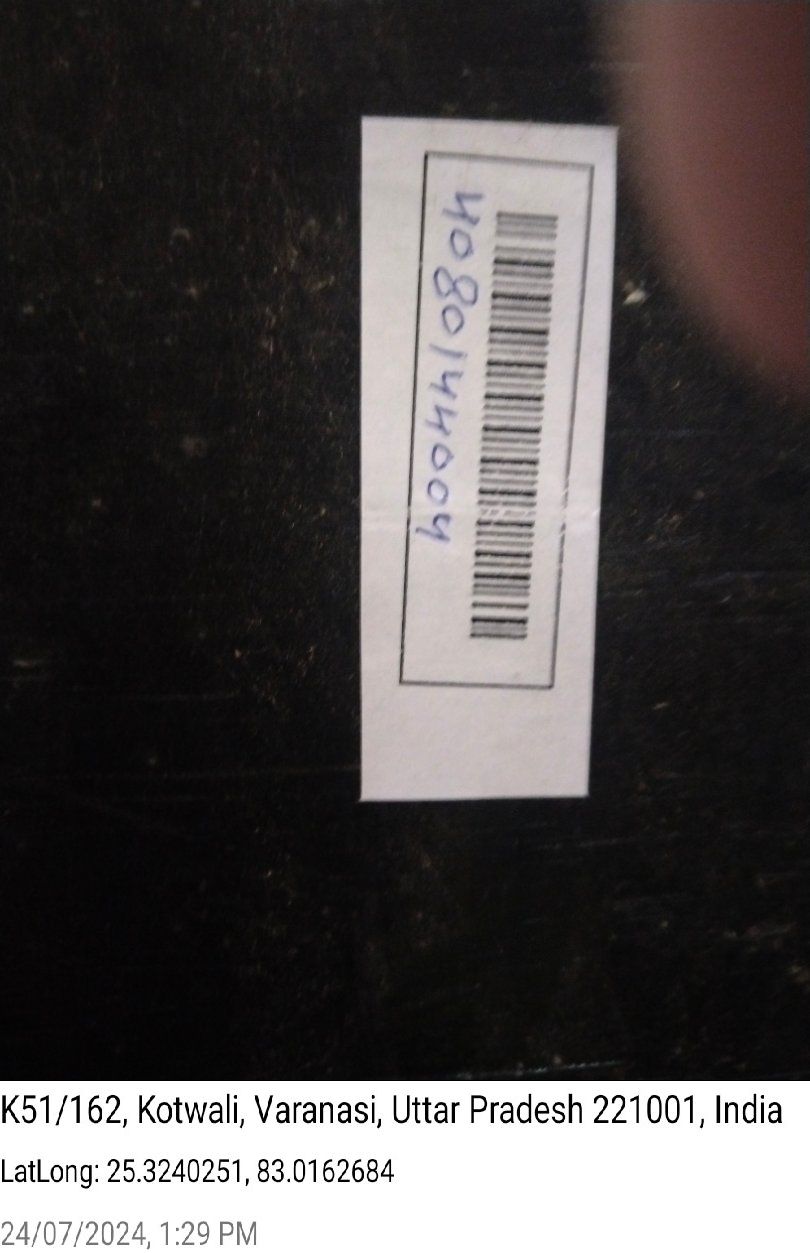 4080144004
K51/162, Kotwali, Varanasi, Uttar Pradesh 221001, India
LatLong: 25.3240251, 83.0162684
24/07/2024, 1:29 PM